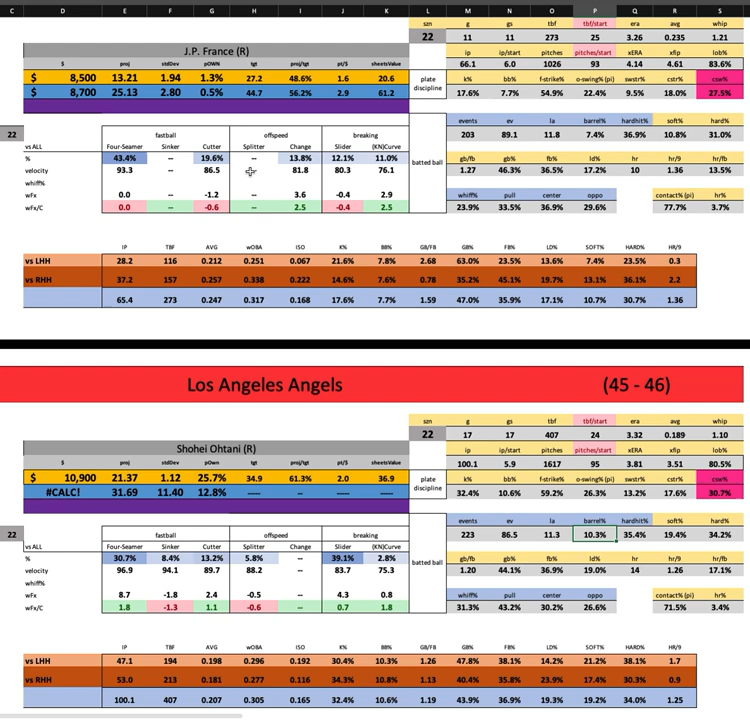 C D E F G H I J K L M N O P Q R S
szn g gs tbf tbf/start era avg whip
22 11 11 273 25 3.26 0.235 1.21
ip ip/start pitches pitches/start xERA xfip lob%
J.P. France (R) 66.1 6.0 1026 93 4.14 4.61 83.6%
$ proj stdDev pOWN tgt proj/tgt pt/$ sheetsValue plate discipline k% bb% f-strike% o-swing% (pi) swstr% cstr% csw%
$ 8,500 13.21 1.94 1.3% 27.2 48.6% 1.6 20.6
$ 8,700 25.13 2.80 0.5% 44.7 56.2% 2.9 61.2 17.6% 7.7% 54.9% 22.4% 9.5% 18.0% 27.5%
events ev la barrel% hardhit% soft% hard%
22 fastball offspeed breaking 203 89.1 11.8 7.4% 36.9% 10.8% 31.0%
vs ALL Four-Seamer Sinker Cutter Splitter Change Slider (KN)Curve
% 43.4% -- 19.6% -- 13.8% 12.1% 11.0% batted ball gb/fb gb% fb% ld% hr hr/9 hr/fb
velocity 93.3 -- 86.5 -- 81.8 80.3 76.1 1.27 46.3% 36.5% 17.2% 10 1.36 13.5%
whiff%
wFx 0.0 -- -1.2 -- 3.6 -0.4 2.9 whiff% pull center oppo contact% (pi) hr%
wFx/C 0.0 -- -0.6 -- 2.5 -0.4 2.5 23.9% 33.5% 36.9% 29.6% 77.7% 3.7%
IP TBF AVG wOBA ISO K% BB% GB/FB GB% FB% LD% SOFT% HARD% HR/9
vs LHH 28.2 116 0.212 0.251 0.067 21.6% 7.8% 2.68 63.0% 23.5% 13.6% 7.4% 23.5% 0.3
vs RHH 37.2 157 0.257 0.338 0.222 14.6% 7.6% 0.78 35.2% 45.1% 19.7% 13.1% 36.1% 2.2
65.4 273 0.247 0.317 0.168 17.6% 7.7% 1.59 47.0% 35.9% 17.1% 10.7% 30.7% 1.36
Los Angeles Angels (45 - 46)
szn g gs tbf tbf/start era avg whip
22 17 17 407 24 3.32 0.189 1.10
Shohei Ohtani (R) ip ip/start pitches pitches/start xERA xfip lob%
$ proj stdDev pOwn tgt proj/tgt pt/$ sheetsValue 100.1 5.9 1617 95 3.81 3.51 80.5%
$ 10,900 21.37 1.12 25.7% 34.9 61.3% 2.0 36.9 plate discipline k% bb% f-strike% o-swing% (pi) swstr% cstr% csw%
#CALC! 31.69 11.40 12.8% ---- -- ---- ---- 32.4% 10.6% 59.2% 26.3% 13.2% 17.6% 30.7%
events ev la barrel% hardhit% soft% hard%
22 fastball offspeed breaking 223 86.5 11.3 10.3% 35.4% 19.4% 34.2%
vs ALL Four-Seamer Sinker Cutter Splitter Change Slider (KN)Curve
% 30.7% 8.4% 13.2% 5.8% -- 39.1% 2.8% batted ball gb/fb gb% fb% ld% hr hr/9 hr/fb
velocity 96.9 94.1 89.7 88.2 -- 83.7 75.3 1.20 44.1% 36.9% 19.0% 14 1.26 17.1%
whiff%
wFx 8.7 -1.8 2.4 -0.5 -- 4.3 0.8 whiff% pull center oppo contact% (pi) hr%
wFx/C 1.8 -1.3 1.1 -0.6 -- 0.7 1.8 31.3% 43.2% 30.2% 26.6% 71.5% 3.4%
IP TBF AVG wOBA ISO K% BB% GB/FB GB% FB% LD% SOFT% HARD% HR/9
vs LHH 47.1 194 0.198 0.296 0.192 30.4% 10.3% 1.26 47.8% 38.1% 14.2% 21.2% 38.1% 1.7
vs RHH 53.0 213 0.181 0.277 0.116 34.3% 10.8% 1.13 40.4% 35.8% 23.9% 17.4% 30.3% 0.9
100.1 407 0.207 0.305 0.165 32.4% 10.6% 1.19 43.9% 36.9% 19.3% 19.2% 34.0% 1.25